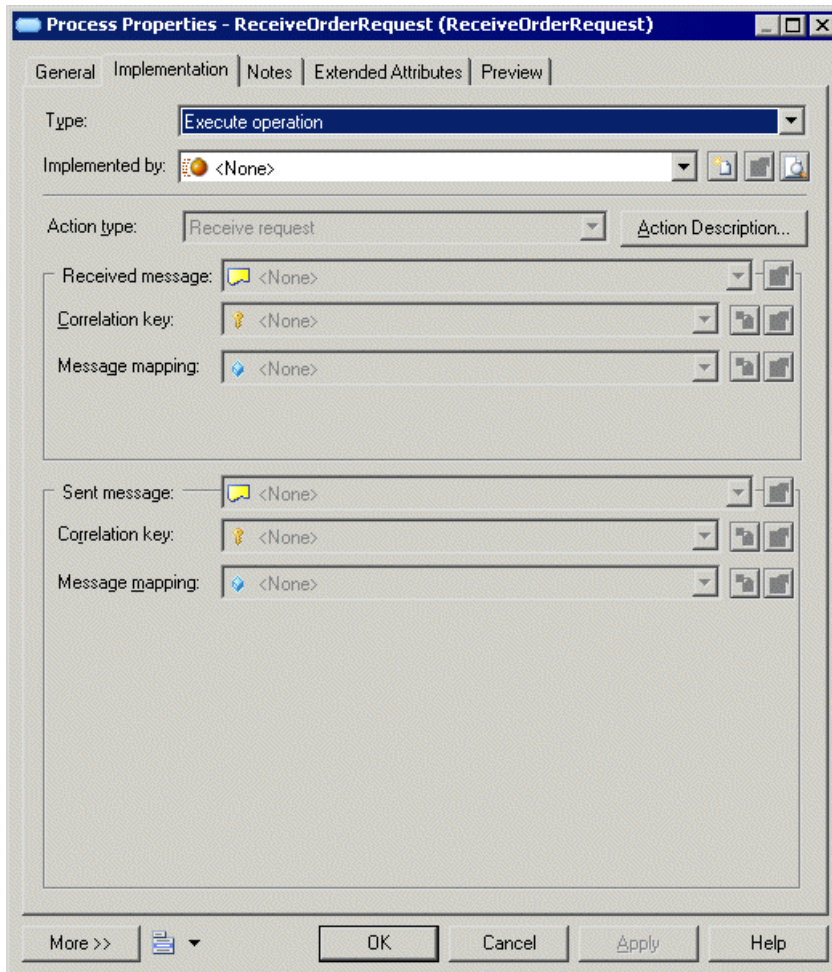 Process Properties - ReceiveOrderRequest (ReceiveOrderRequest)
General Implementation Notes Extended Attributes Preview
Type: Execute operation
Implemented by: <None>
Action type: Receive request Action Description...
Received message: <None>
Correlation key: <None>
Message mapping: <None>
Sent message: <None>
Correlation key: <None>
Message mapping: <None>
More >> OK Cancel Apply Help